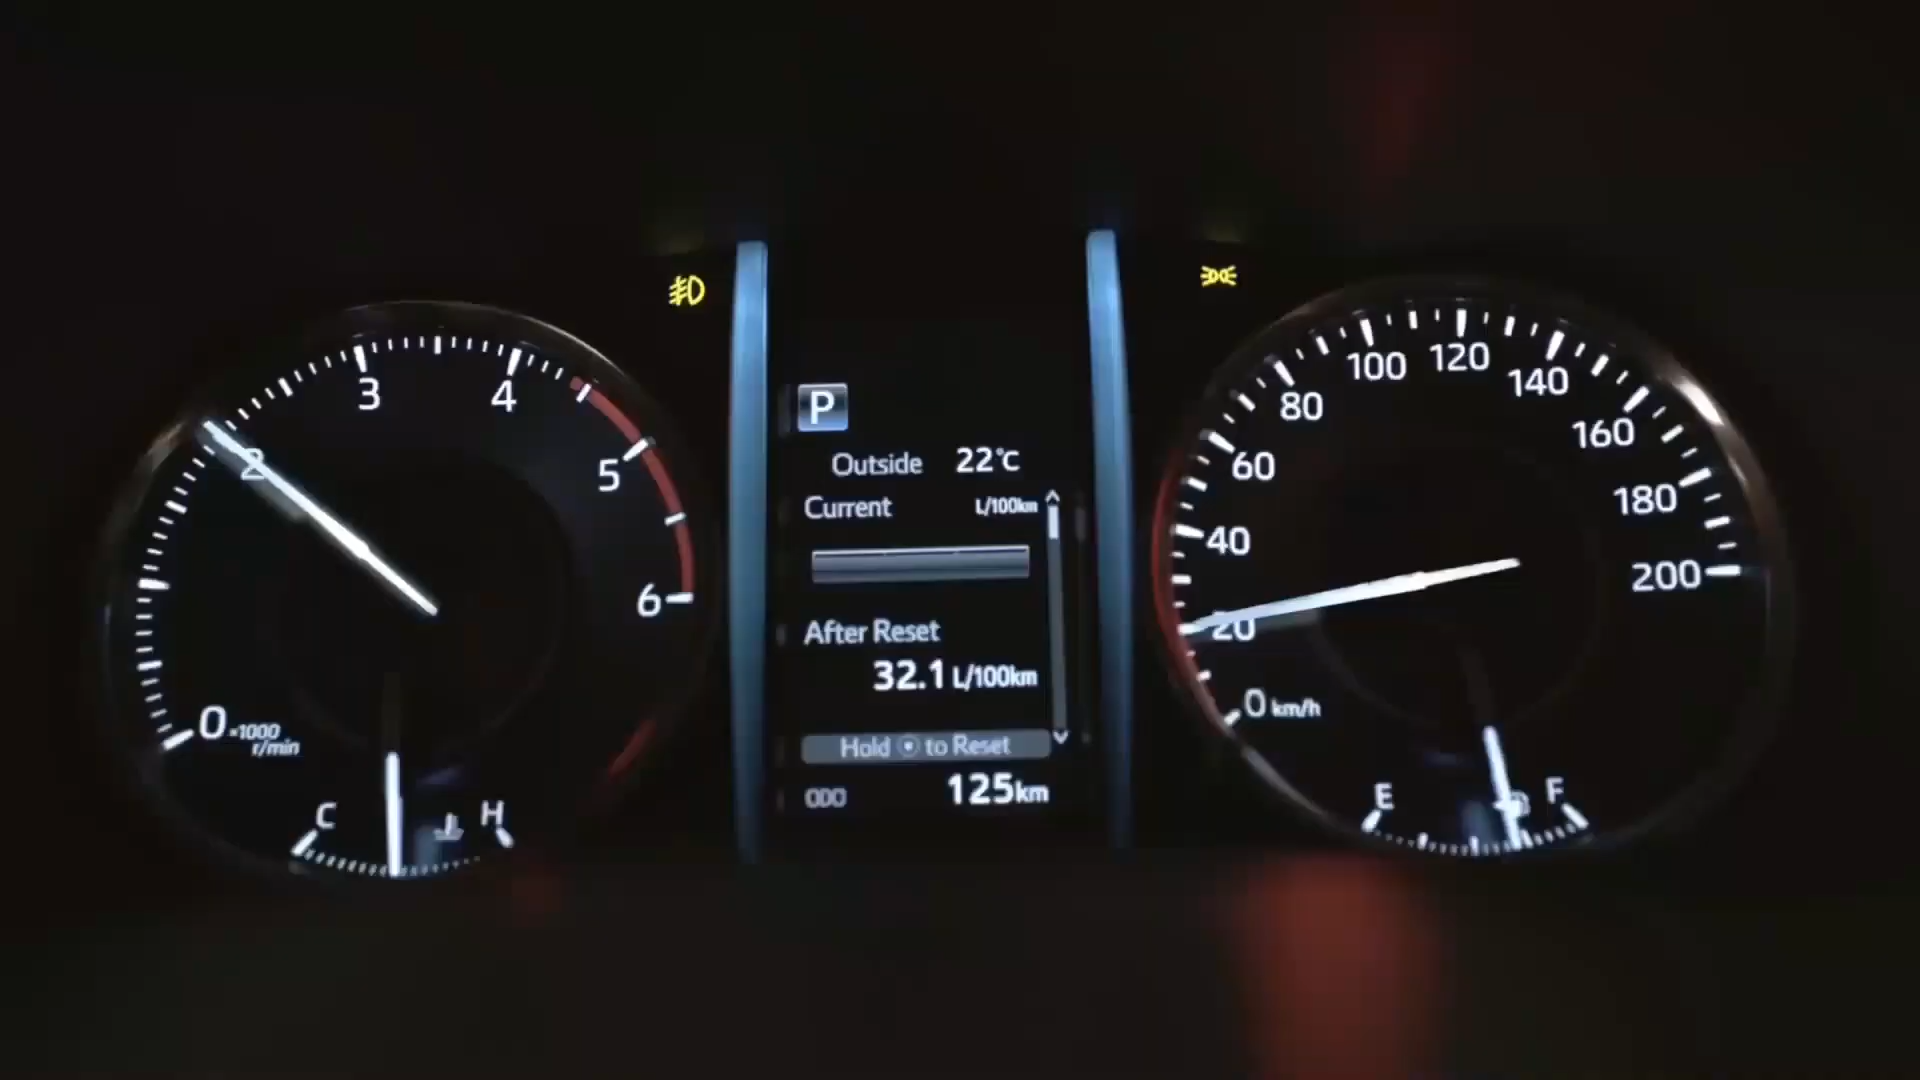 3
4
2
5
6
0 ×1000
r/min
C
H
P
Outside 22°C
Current L/100km
After Reset
32.1 L/100km
Hold to Reset
ODO 125km
0 km/h
20
40
60
80
100
120
140
160
180
200
E
F